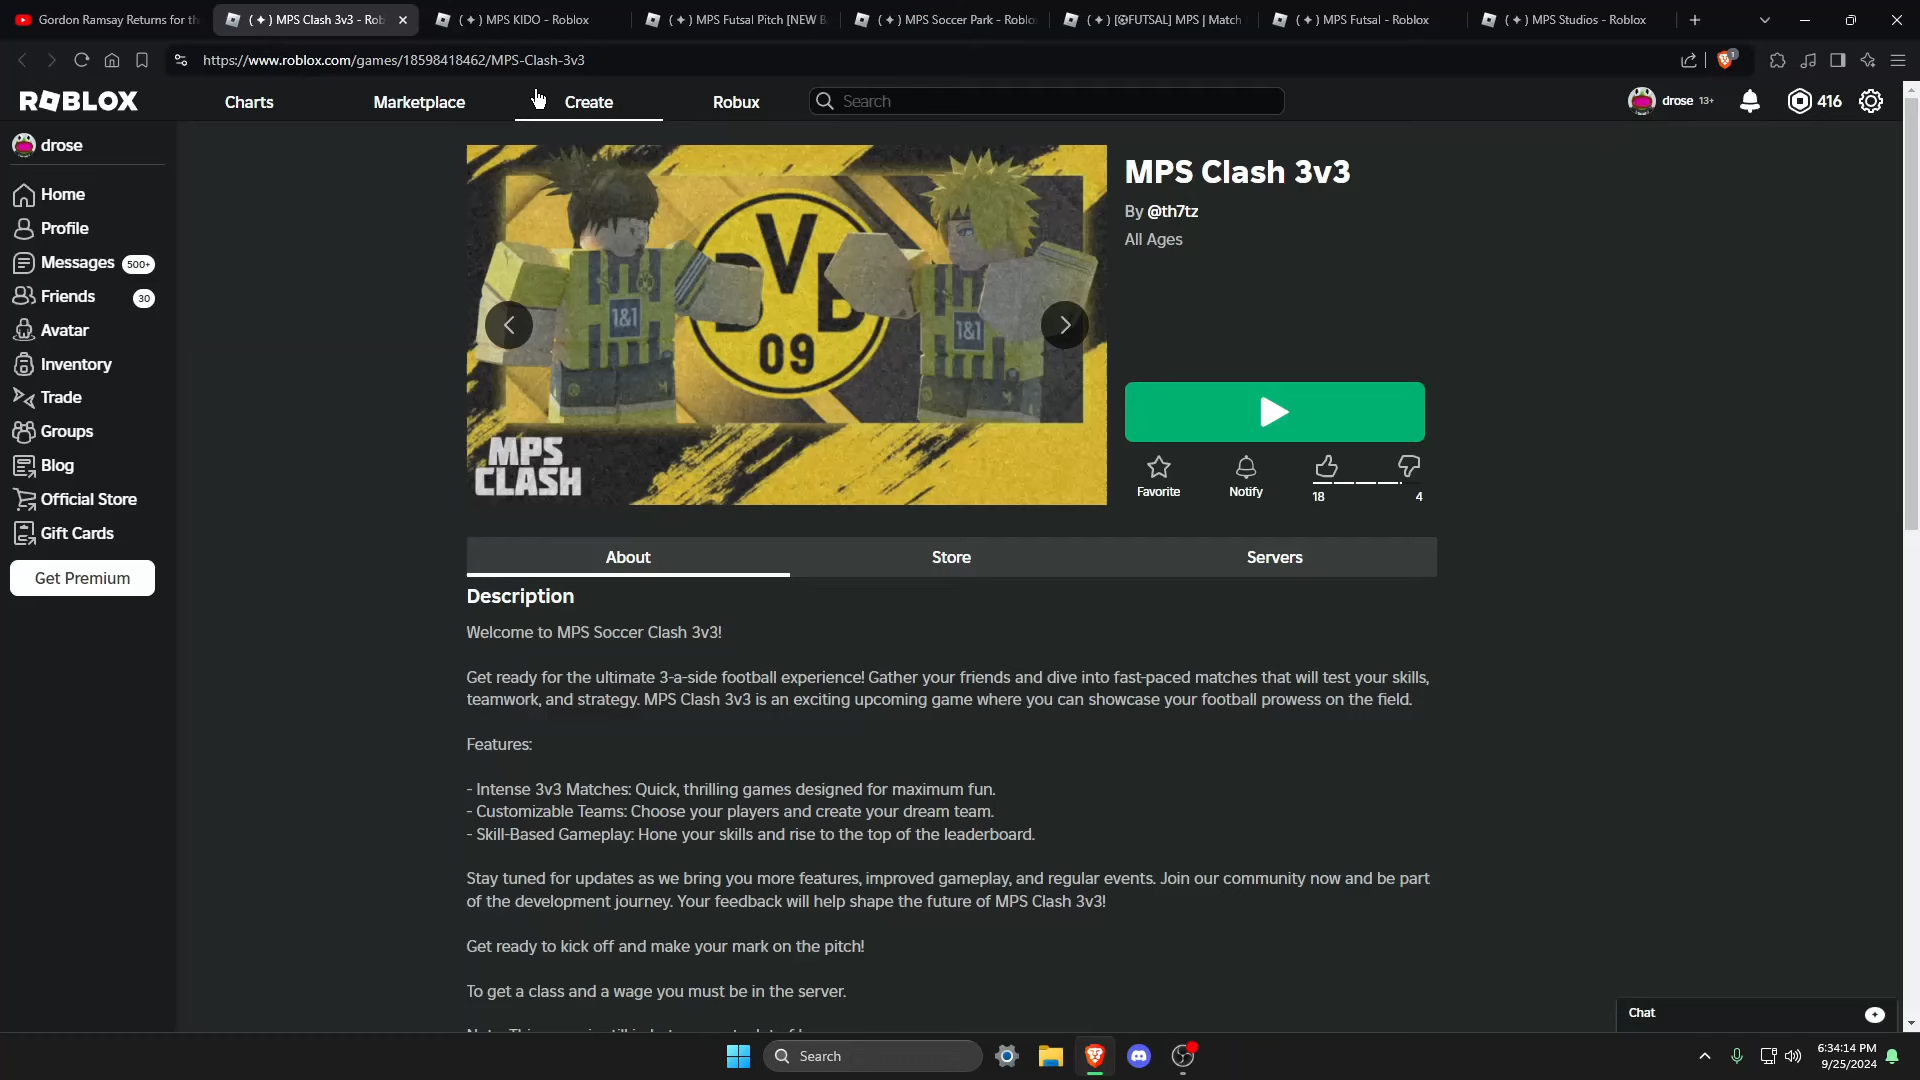 Gordon Ramsay Returns for th
( ✦ ) MPS Clash 3v3 - Rob
( ✦ ) MPS KIDO - Roblox
( ✦ ) MPS Futsal Pitch [NEW B
( ✦ ) MPS Soccer Park - Roblo
( ✦ ) [⚽FUTSAL] MPS | Match
( ✦ ) MPS Futsal - Roblox
( ✦ ) MPS Studios - Roblox
https://www.roblox.com/games/18598418462/MPS-Clash-3v3
1
ROBLOX
Charts
Marketplace
Create
Robux
Search
drose 13+
416
drose
Home
Profile
Messages 500+
Friends 30
Avatar
Inventory
Trade
Groups
Blog
Official Store
Gift Cards
Get Premium
BVB
09
1&1
1&1
MPS
CLASH
MPS Clash 3v3
By @th7tz
All Ages
Favorite
Notify
18
4
About
Store
Servers
Description
Welcome to MPS Soccer Clash 3v3!
Get ready for the ultimate 3-a-side football experience! Gather your friends and dive into fast-paced matches that will test your skills,
teamwork, and strategy. MPS Clash 3v3 is an exciting upcoming game where you can showcase your football prowess on the field.
Features:
- Intense 3v3 Matches: Quick, thrilling games designed for maximum fun.
- Customizable Teams: Choose your players and create your dream team.
- Skill-Based Gameplay: Hone your skills and rise to the top of the leaderboard.
Stay tuned for updates as we bring you more features, improved gameplay, and regular events. Join our community now and be part
of the development journey. Your feedback will help shape the future of MPS Clash 3v3!
Get ready to kick off and make your mark on the pitch!
To get a class and a wage you must be in the server.
Chat
Search
6:34:14 PM
9/25/2024